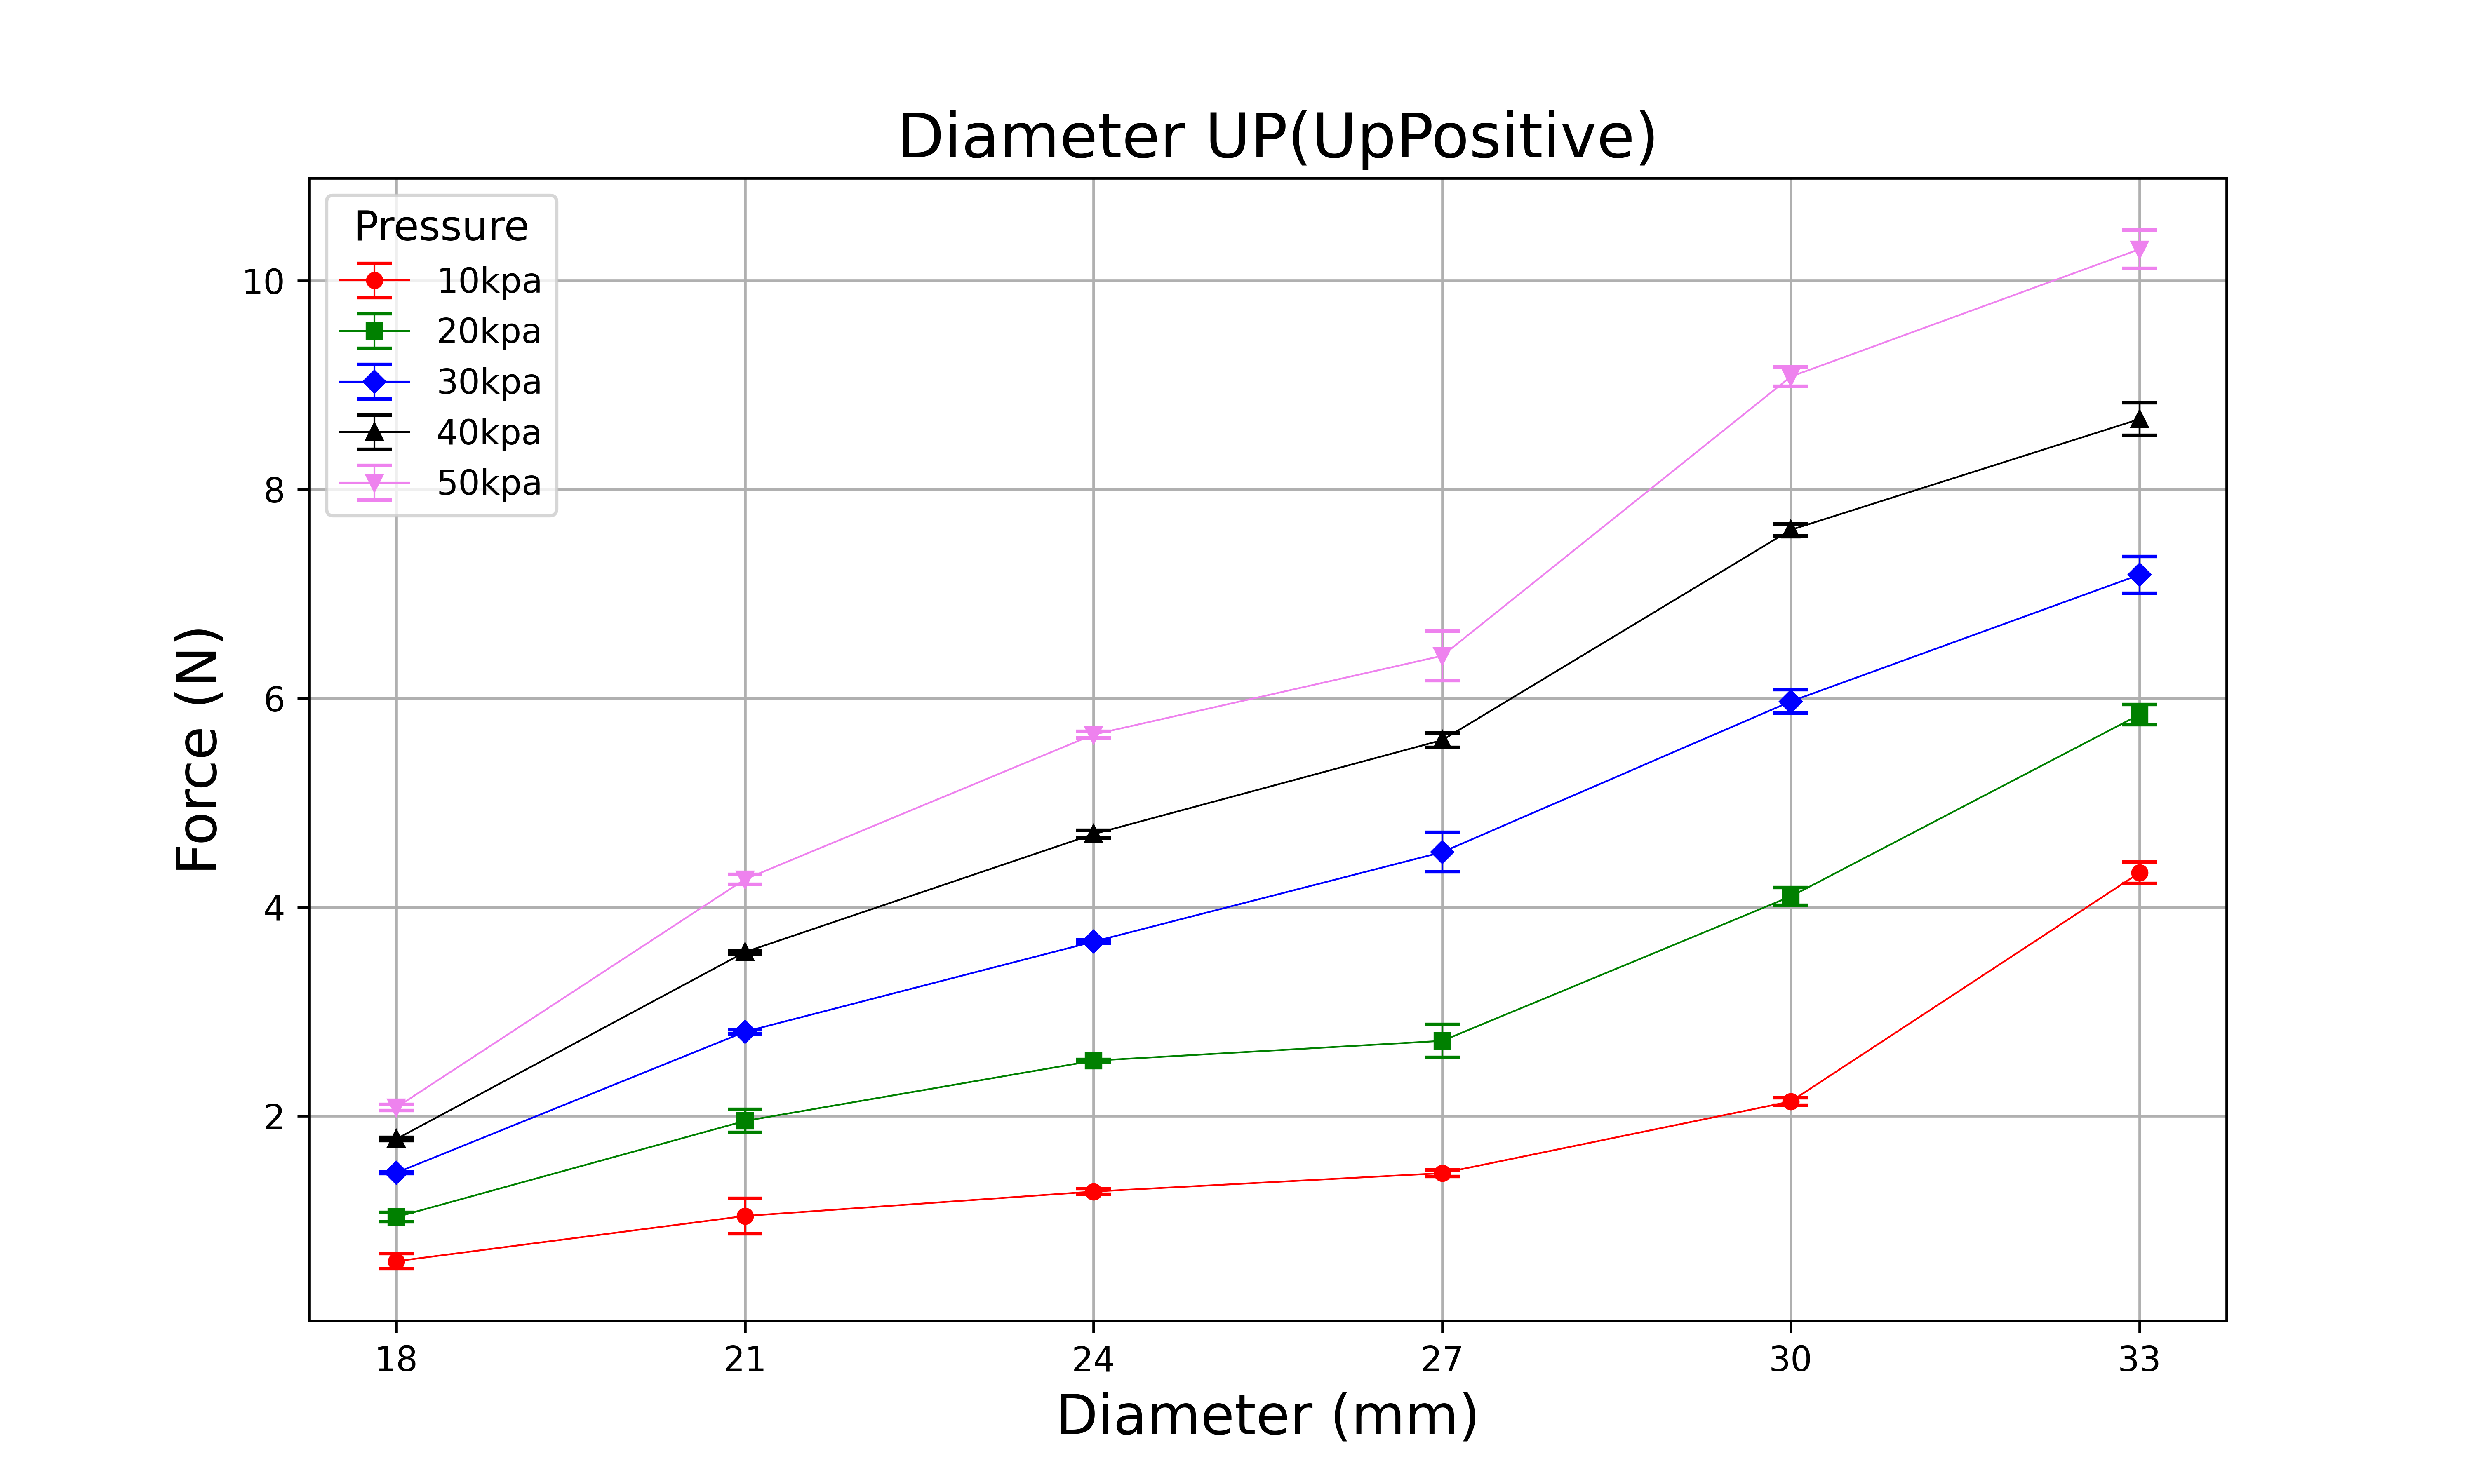 Diameter UP(UpPositive)
Pressure
10kpa
20kpa
30kpa
40kpa
50kpa
Force (N)
10
8
6
4
2
18 21 24 27 30 33
Diameter (mm)